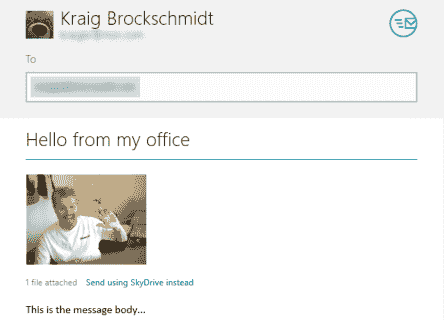 Kraig Brockschmidt
To
Hello from my office
1 file attached Send using SkyDrive instead
This is the message body...